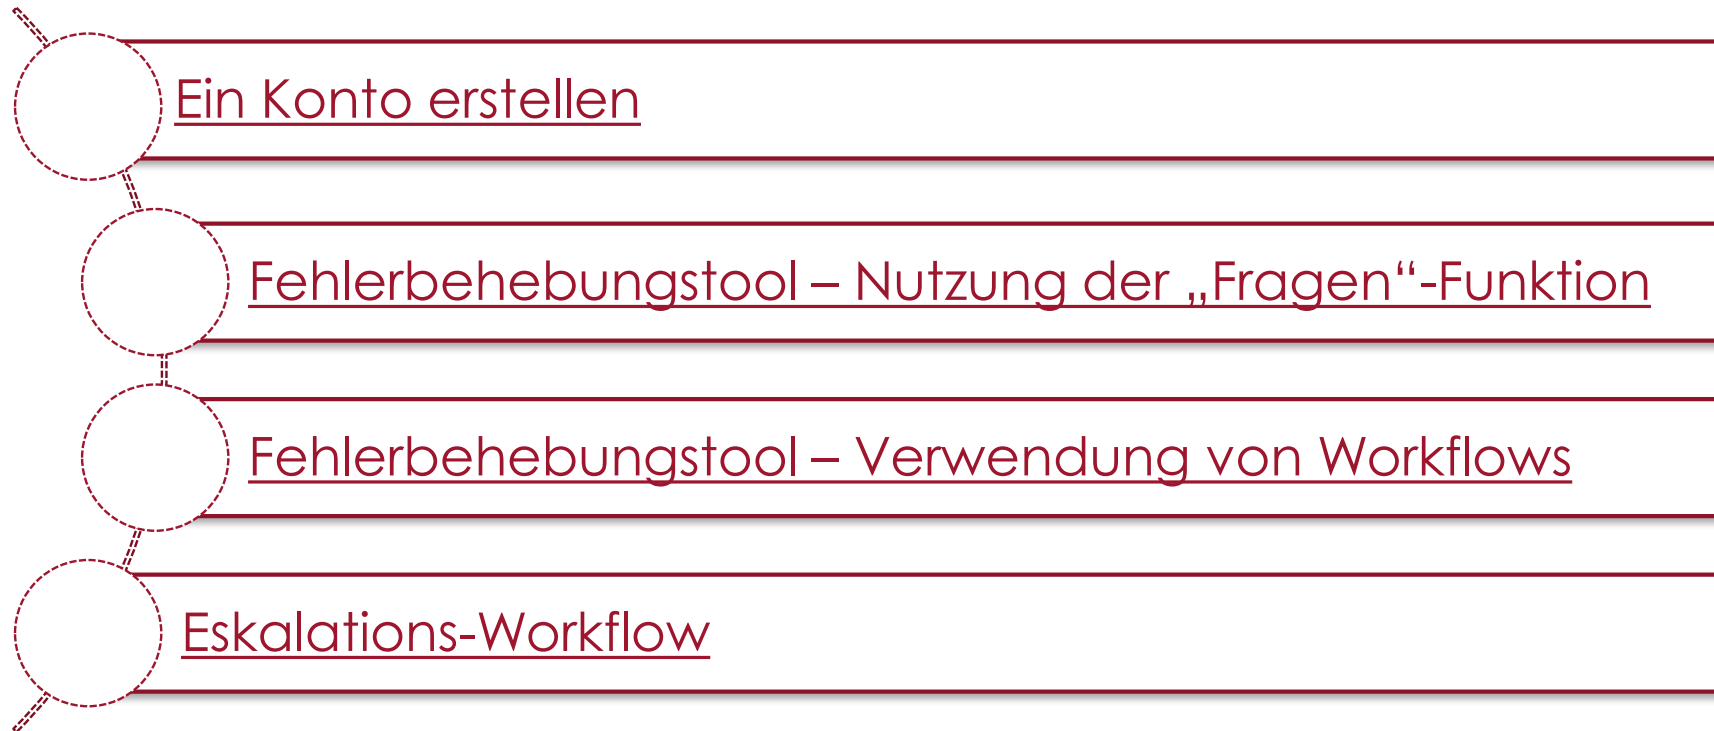 Ein Konto erstellen
Fehlerbehebungstool – Nutzung der „Fragen“-Funktion
Fehlerbehebungstool – Verwendung von Workflows
Eskalations-Workflow